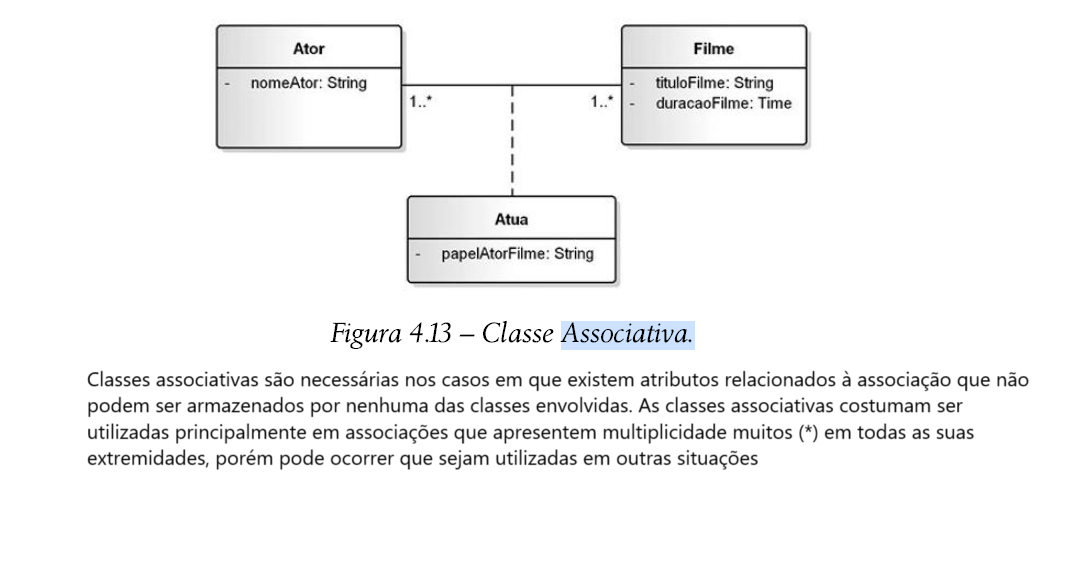 Ator
Filme
- nomeAtor: String
- tituloFilme: String
- duracaoFilme: Time
1..*
1..*
Atua
- papelAtorFilme: String
Figura 4.13 – Classe Associativa.
Classes associativas são necessárias nos casos em que existem atributos relacionados à associação que não
podem ser armazenados por nenhuma das classes envolvidas. As classes associativas costumam ser
utilizadas principalmente em associações que apresentem multiplicidade muitos (*) em todas as suas
extremidades, porém pode ocorrer que sejam utilizadas em outras situações